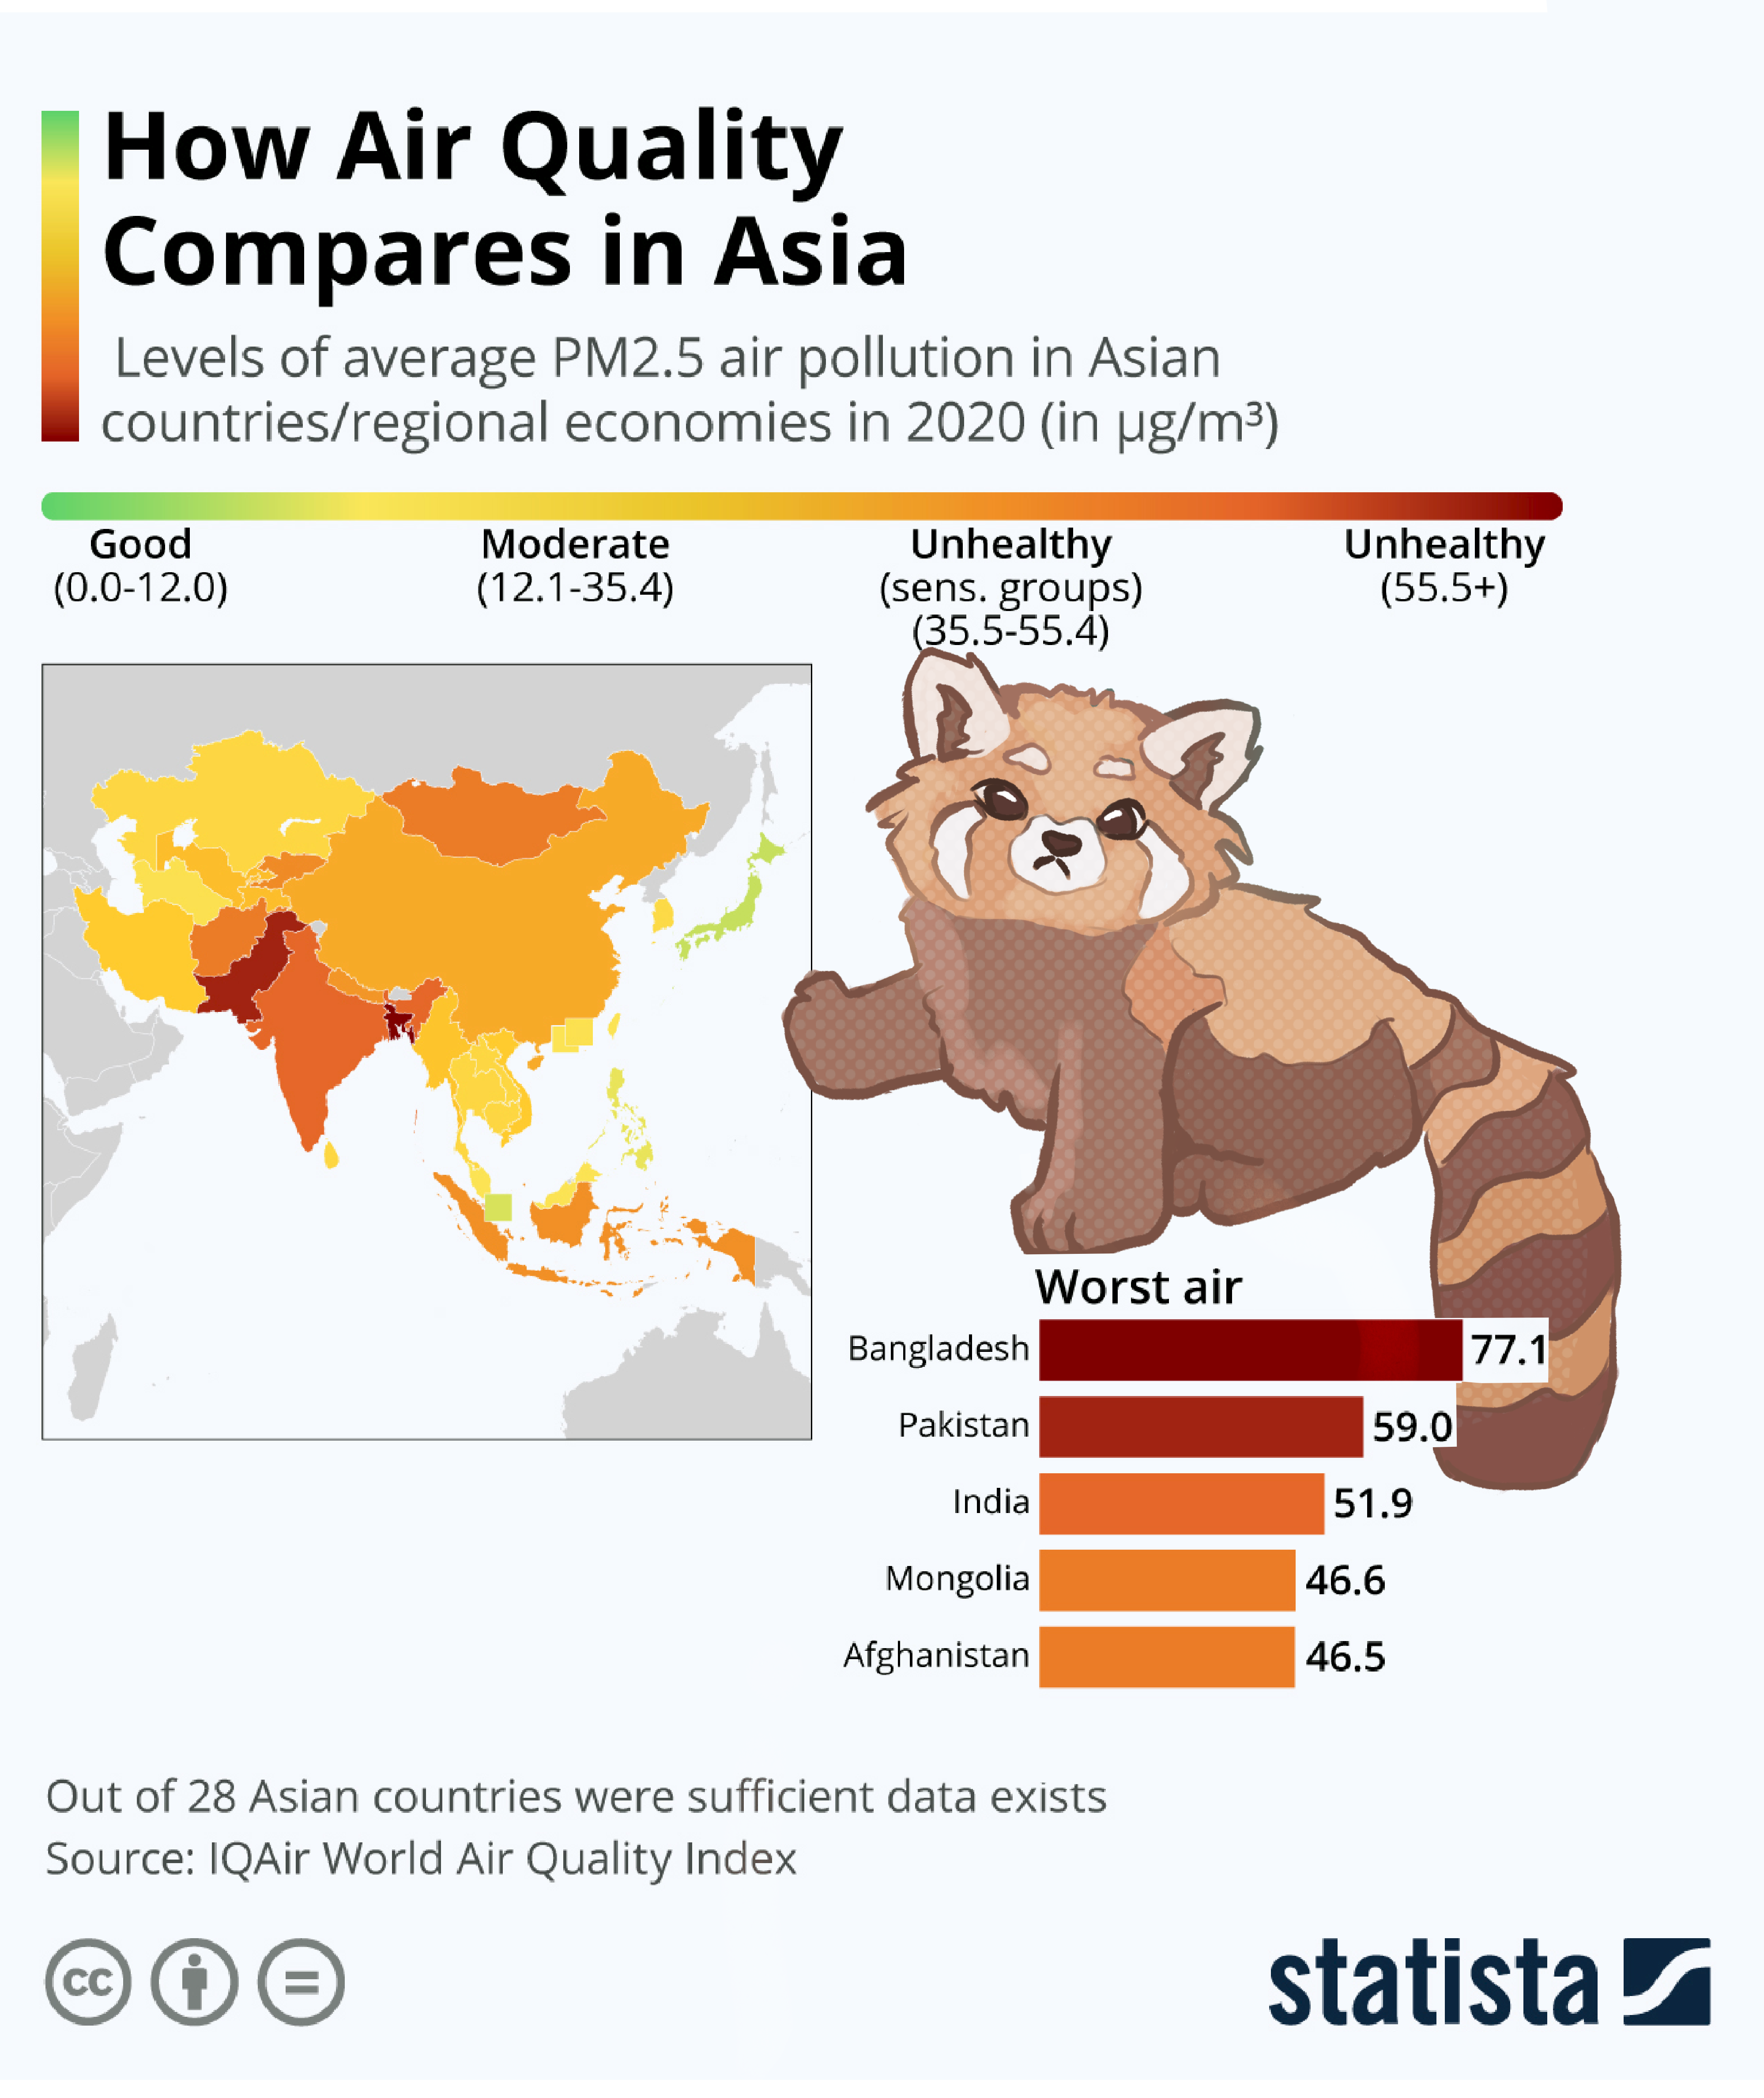 How Air Quality
Compares in Asia
Levels of average PM2.5 air pollution in Asian
countries/regional economies in 2020 (in µg/m³)
Good
(0.0-12.0)
Moderate
(12.1-35.4)
Unhealthy
(sens. groups)
(35.5-55.4)
Unhealthy
(55.5+)
Worst air
Bangladesh 77.1
Pakistan 59.0
India 51.9
Mongolia 46.6
Afghanistan 46.5
Out of 28 Asian countries were sufficient data exists
Source: IQAir World Air Quality Index
cc
statista